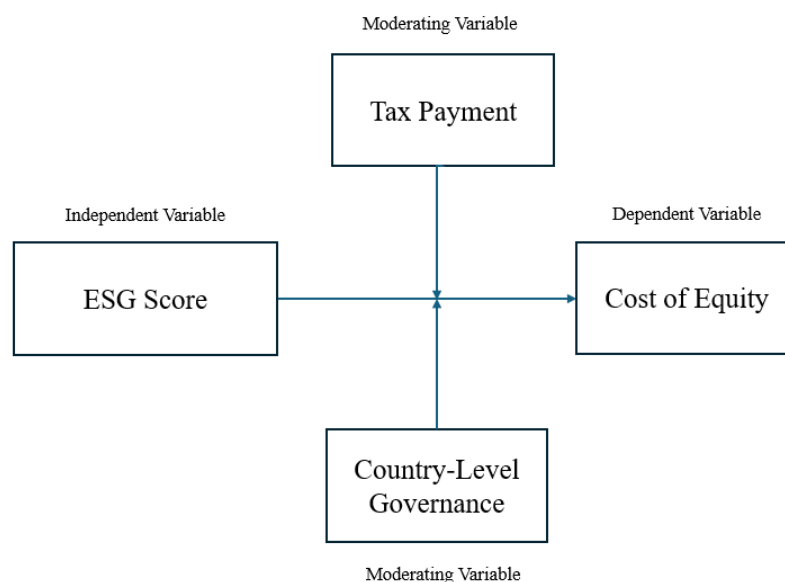 Moderating Variable
Tax Payment
Independent Variable
ESG Score
Dependent Variable
Cost of Equity
Country-Level
Governance
Moderating Variable